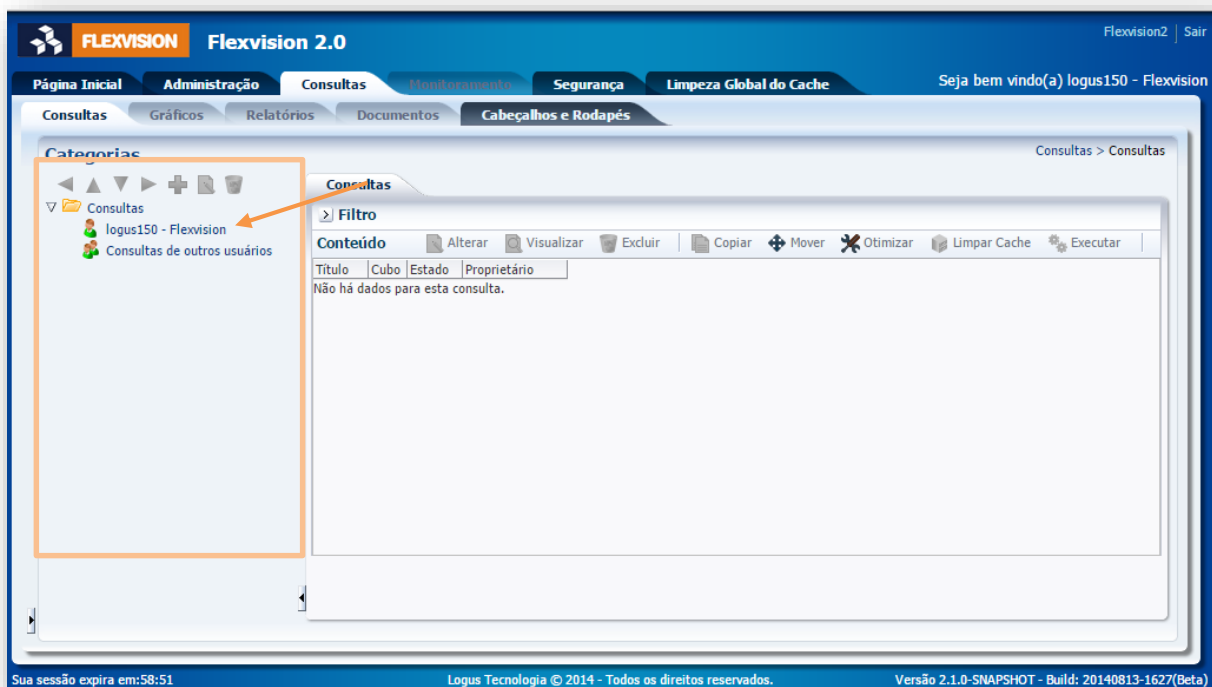 Flexvision2 | Sair
FLEXVISION Flexvision 2.0
Página Inicial Administração Consultas Monitoramento Segurança Limpeza Global do Cache Seja bem vindo(a) logus150 - Flexvision
Consultas Gráficos Relatórios Documentos Cabeçalhos e Rodapés
Categorias Consultas > Consultas
Consultas
Consultas
> Filtro
logus150 - Flexvision
Conteúdo Alterar Visualizar Excluir Copiar Mover Otimizar Limpar Cache Executar
Consultas de outros usuários
Título Cubo Estado Proprietário
Não há dados para esta consulta.
Sua sessão expira em:58:51 Logus Tecnologia © 2014 - Todos os direitos reservados. Versão 2.1.0-SNAPSHOT - Build: 20140813-1627(Beta)